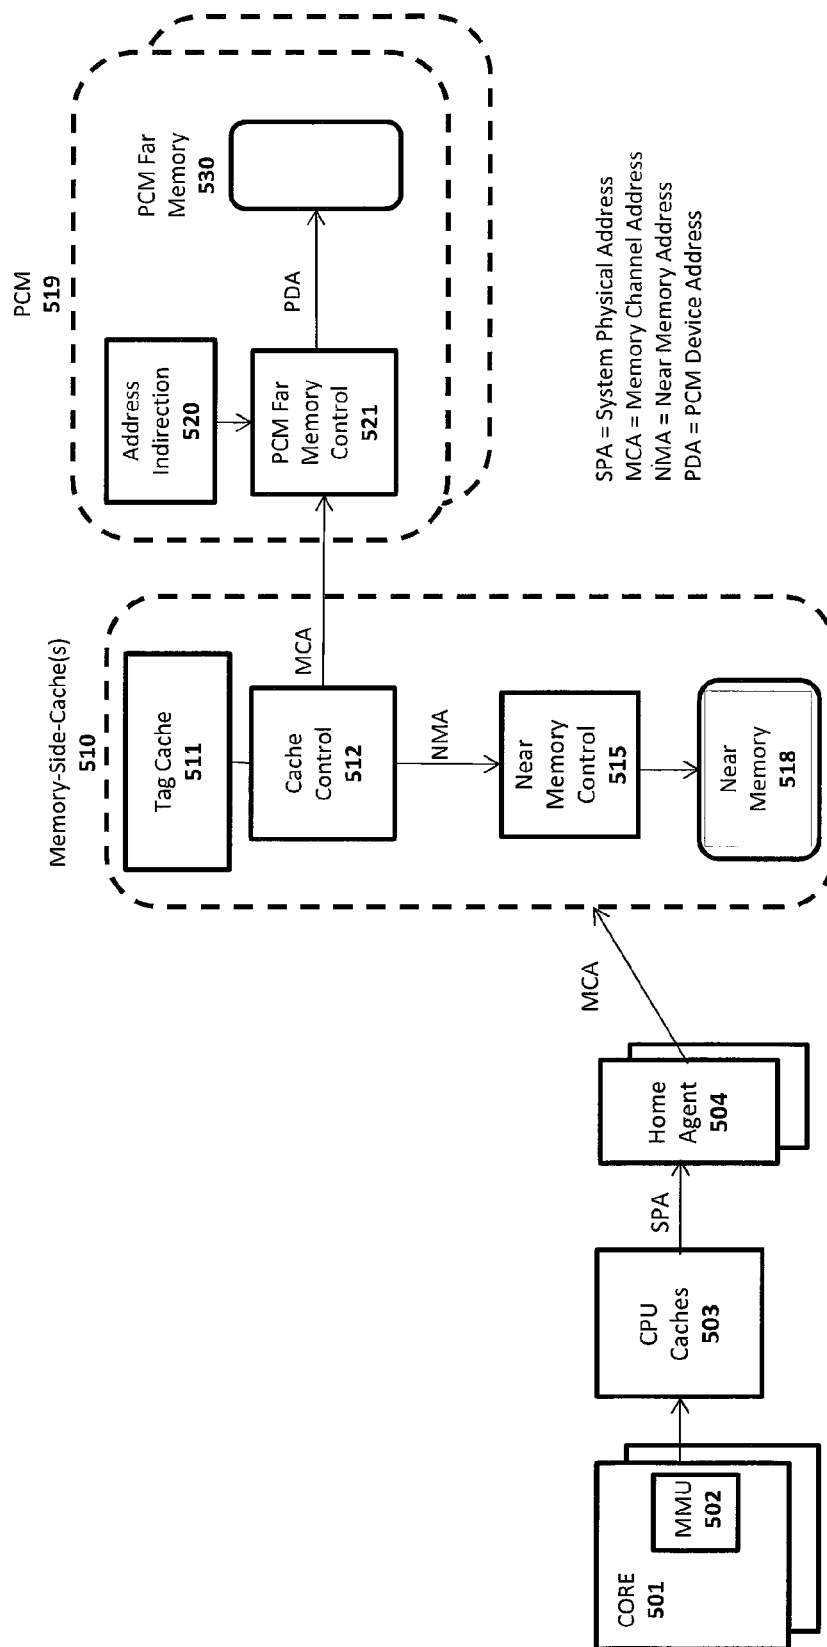 CORE
501
MMU
502
CPU
Caches
503
SPA
Home
Agent
504
MCA
Memory-Side-Cache(s)
510
Tag Cache
511
Cache
Control
512
NMA
Near
Memory
Control
515
Near
Memory
518
MCA
PCM
519
Address
Indirection
520
PCM Far
Memory
Control
521
PDA
PCM Far
Memory
530
SPA = System Physical Address
MCA = Memory Channel Address
NMA = Near Memory Address
PDA = PCM Device Address